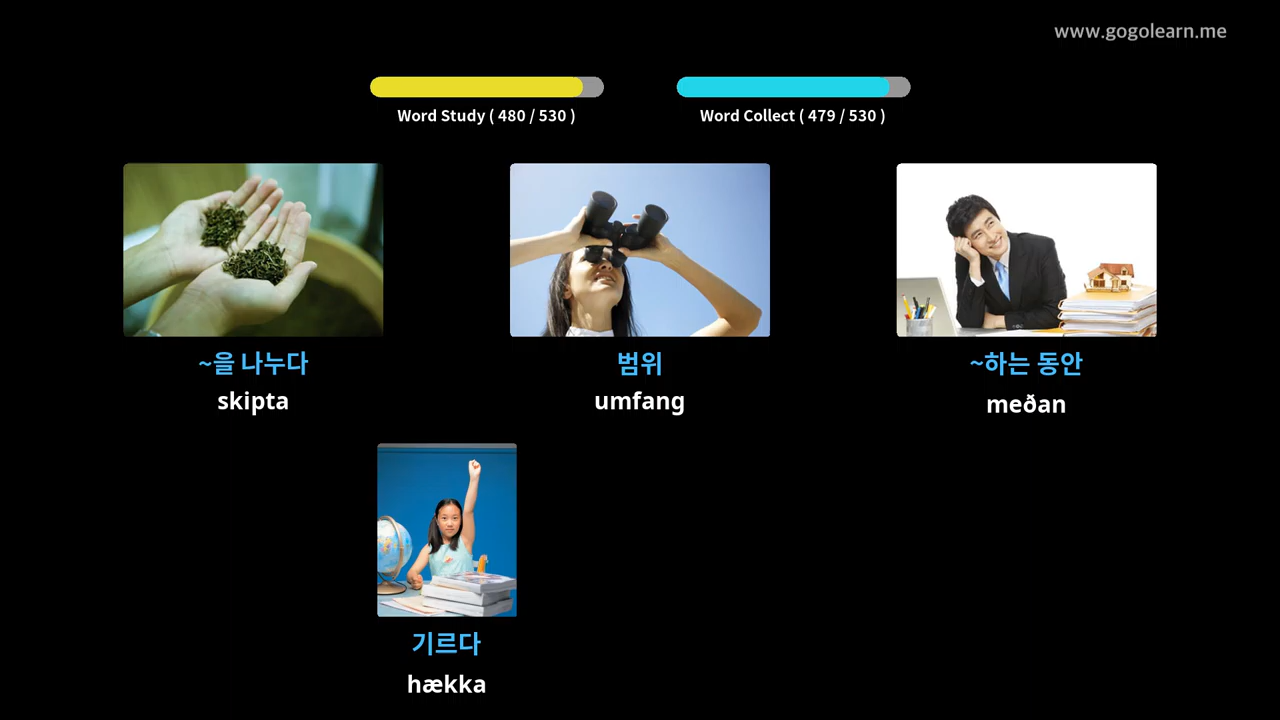 www.gogolearn.me
Word Study ( 480 / 530 )
Word Collect ( 479 / 530 )
~을 나누다
skipta
범위
umfang
~하는 동안
meðan
기르다
hækka